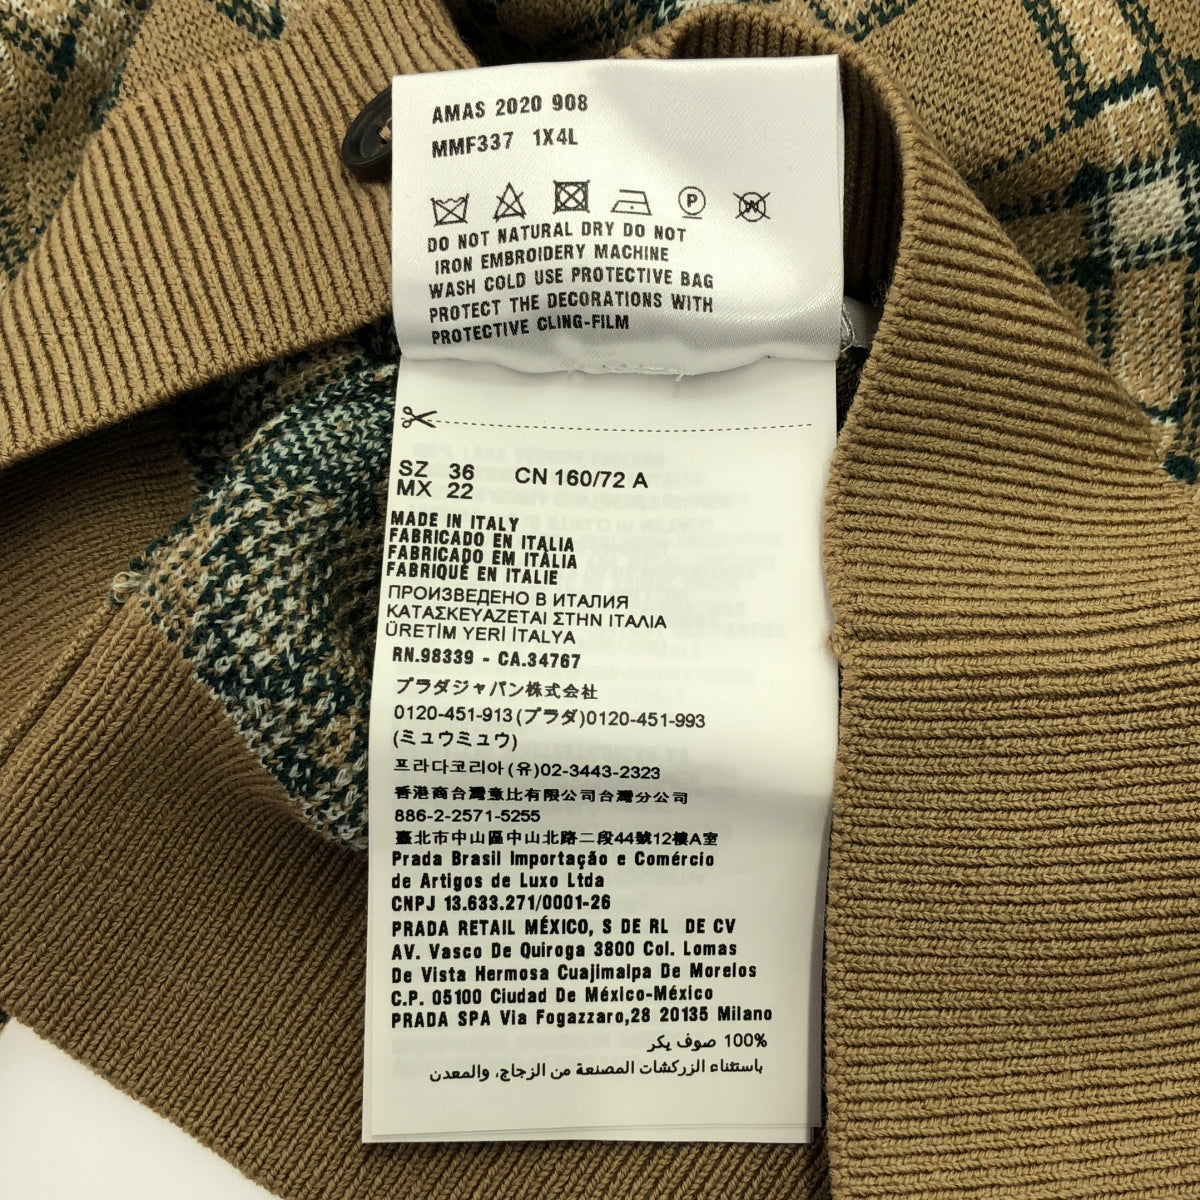 AMAS 2020 908
MMF337 1X4L
P
W
DO NOT NATURAL DRY DO NOT
IRON EMBROIDERY MACHINE
WASH COLD USE PROTECTIVE BAG
PROTECT THE DECORATIONS WITH
PROTECTIVE CLING-FILM
SZ 36 CN 160/72 A
MX 22
MADE IN ITALY
FABRICADO EN ITALIA
FABRICADO EM ITÁLIA
FABRIQUÉ EN ITALIE
ПРОИЗВЕДЕНО В ИТАЛИЯ
ΚΑΤΑΣΚΕΥΑΖΕΤΑΙ ΣΤΗΝ ΙΤΑΛΙΑ
ÜRETİM YERİ İTALYA
RN.98339 - CA.34767
プラダジャパン株式会社
0120-451-913(プラダ)0120-451-993
(ミュウミュウ)
프라다코리아(유)02-3443-2323
香港商台灣意比有限公司台灣分公司
886-2-2571-5255
臺北市中山區中山北路二段44號12樓A室
Prada Brasil Importação e Comércio
de Artigos de Luxo Ltda
CNPJ 13.633.271/0001-26
PRADA RETAIL MÉXICO, S DE RL DE CV
AV. Vasco De Quiroga 3800 Col. Lomas
De Vista Hermosa Cuajimalpa De Morelos
C.P. 05100 Ciudad De México-México
PRADA SPA Via Fogazzaro,28 20135 Milano
100% صوف بكر
باستثناء الزركشات المصنعة من الزجاج، والمعدن